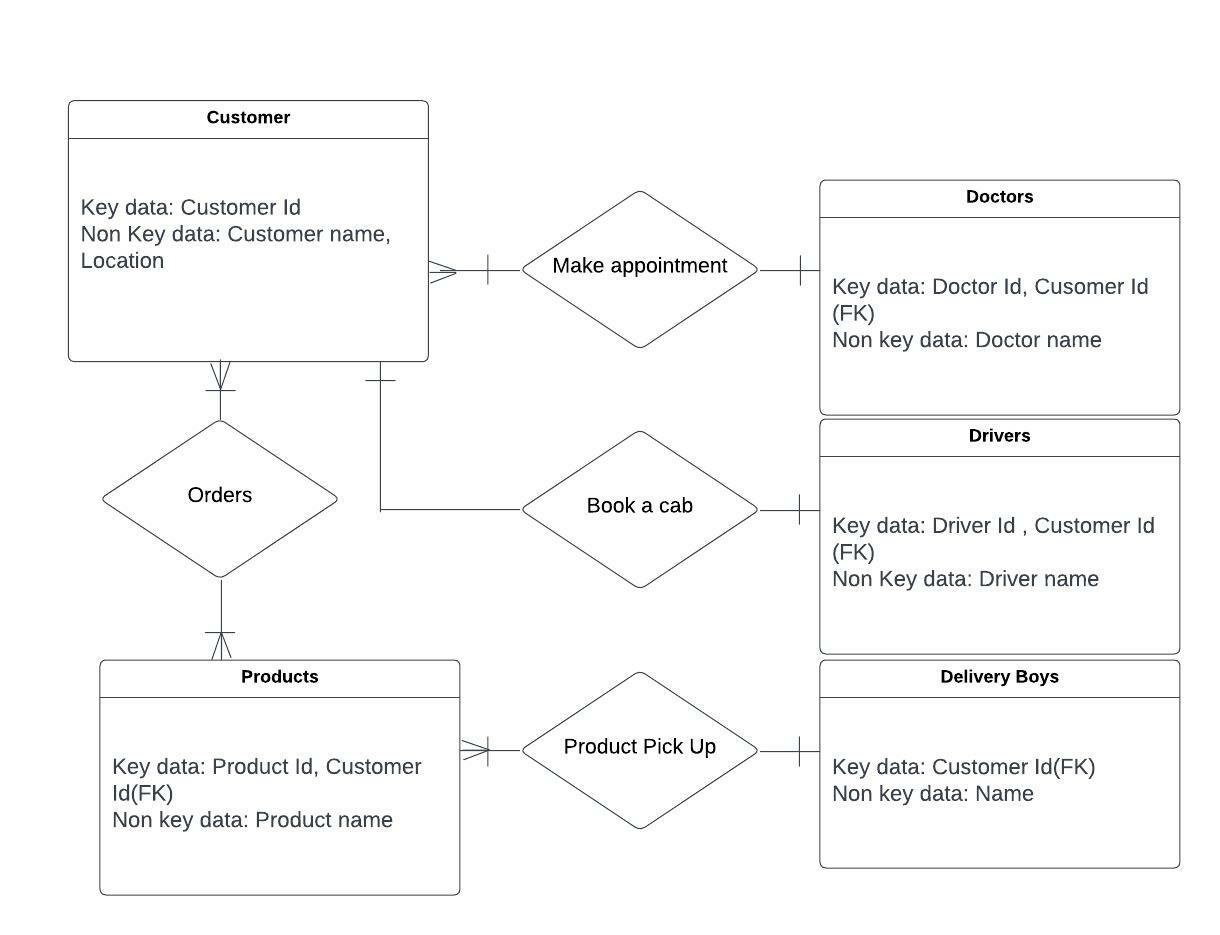 Customer
Key data: Customer Id
Non Key data: Customer name,
Location
Make appointment
Doctors
Key data: Doctor Id, Cusomer Id
(FK)
Non key data: Doctor name
Orders
Book a cab
Drivers
Key data: Driver Id , Customer Id
(FK)
Non Key data: Driver name
Products
Key data: Product Id, Customer
Id(FK)
Non key data: Product name
Product Pick Up
Delivery Boys
Key data: Customer Id(FK)
Non key data: Name